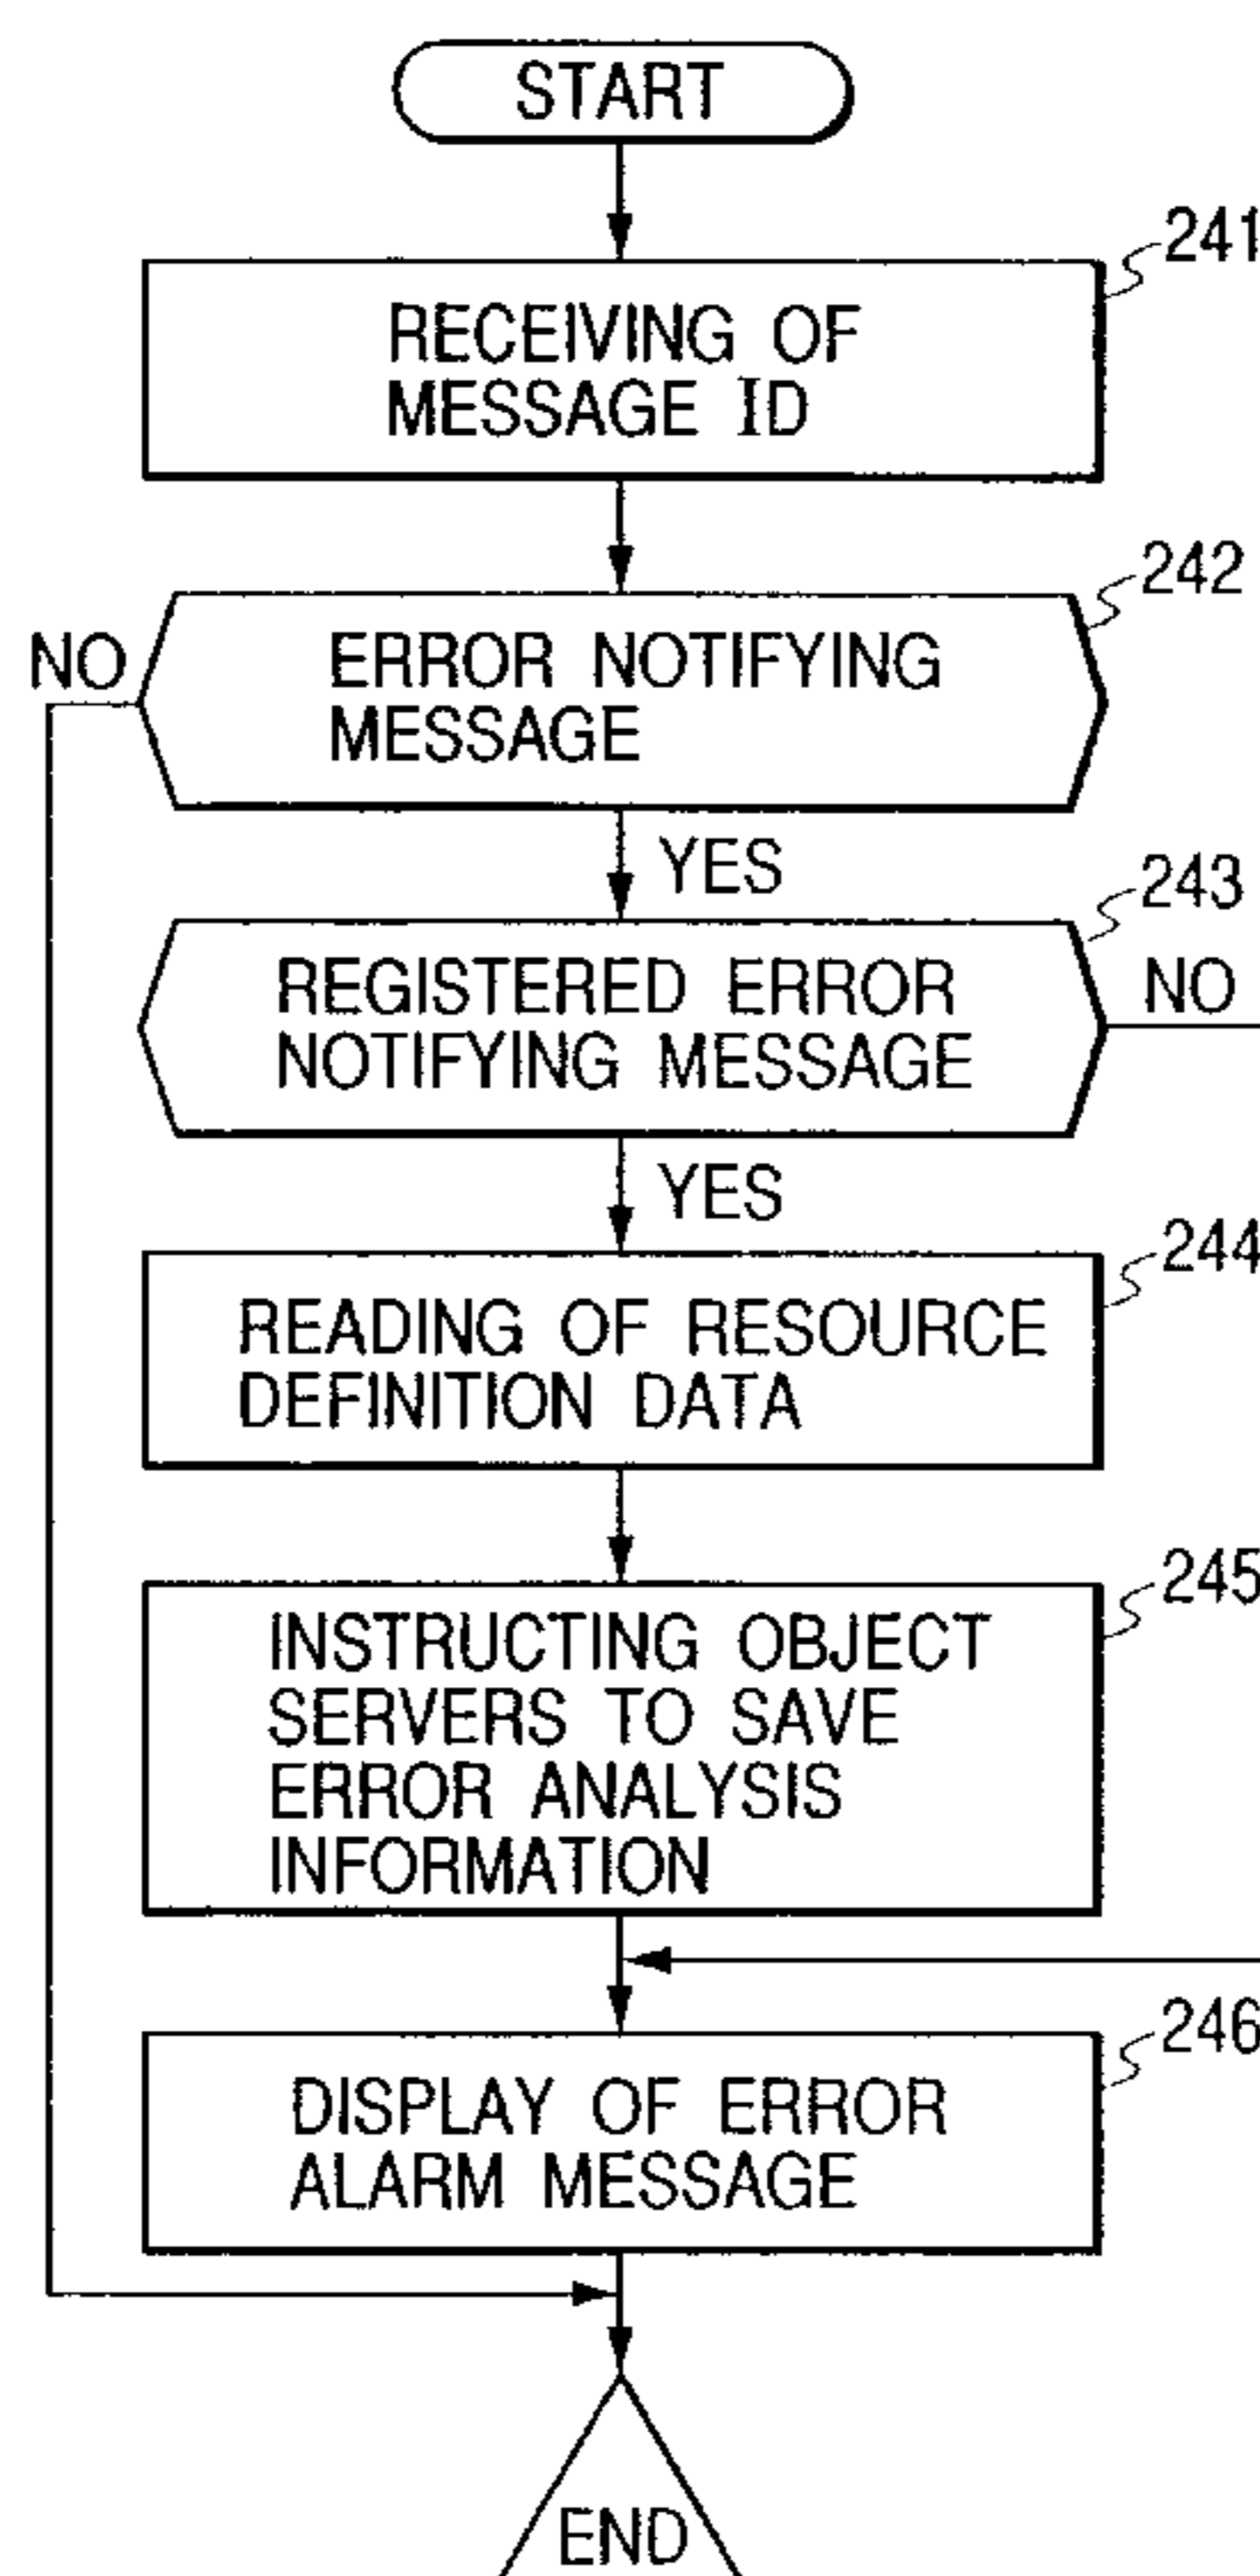 START
241
RECEIVING OF
MESSAGE ID
242
NO
ERROR NOTIFYING
MESSAGE
YES
243
REGISTERED ERROR
NOTIFYING MESSAGE
NO
YES
244
READING OF RESOURCE
DEFINITION DATA
245
INSTRUCTING OBJECT
SERVERS TO SAVE
ERROR ANALYSIS
INFORMATION
246
DISPLAY OF ERROR
ALARM MESSAGE
END